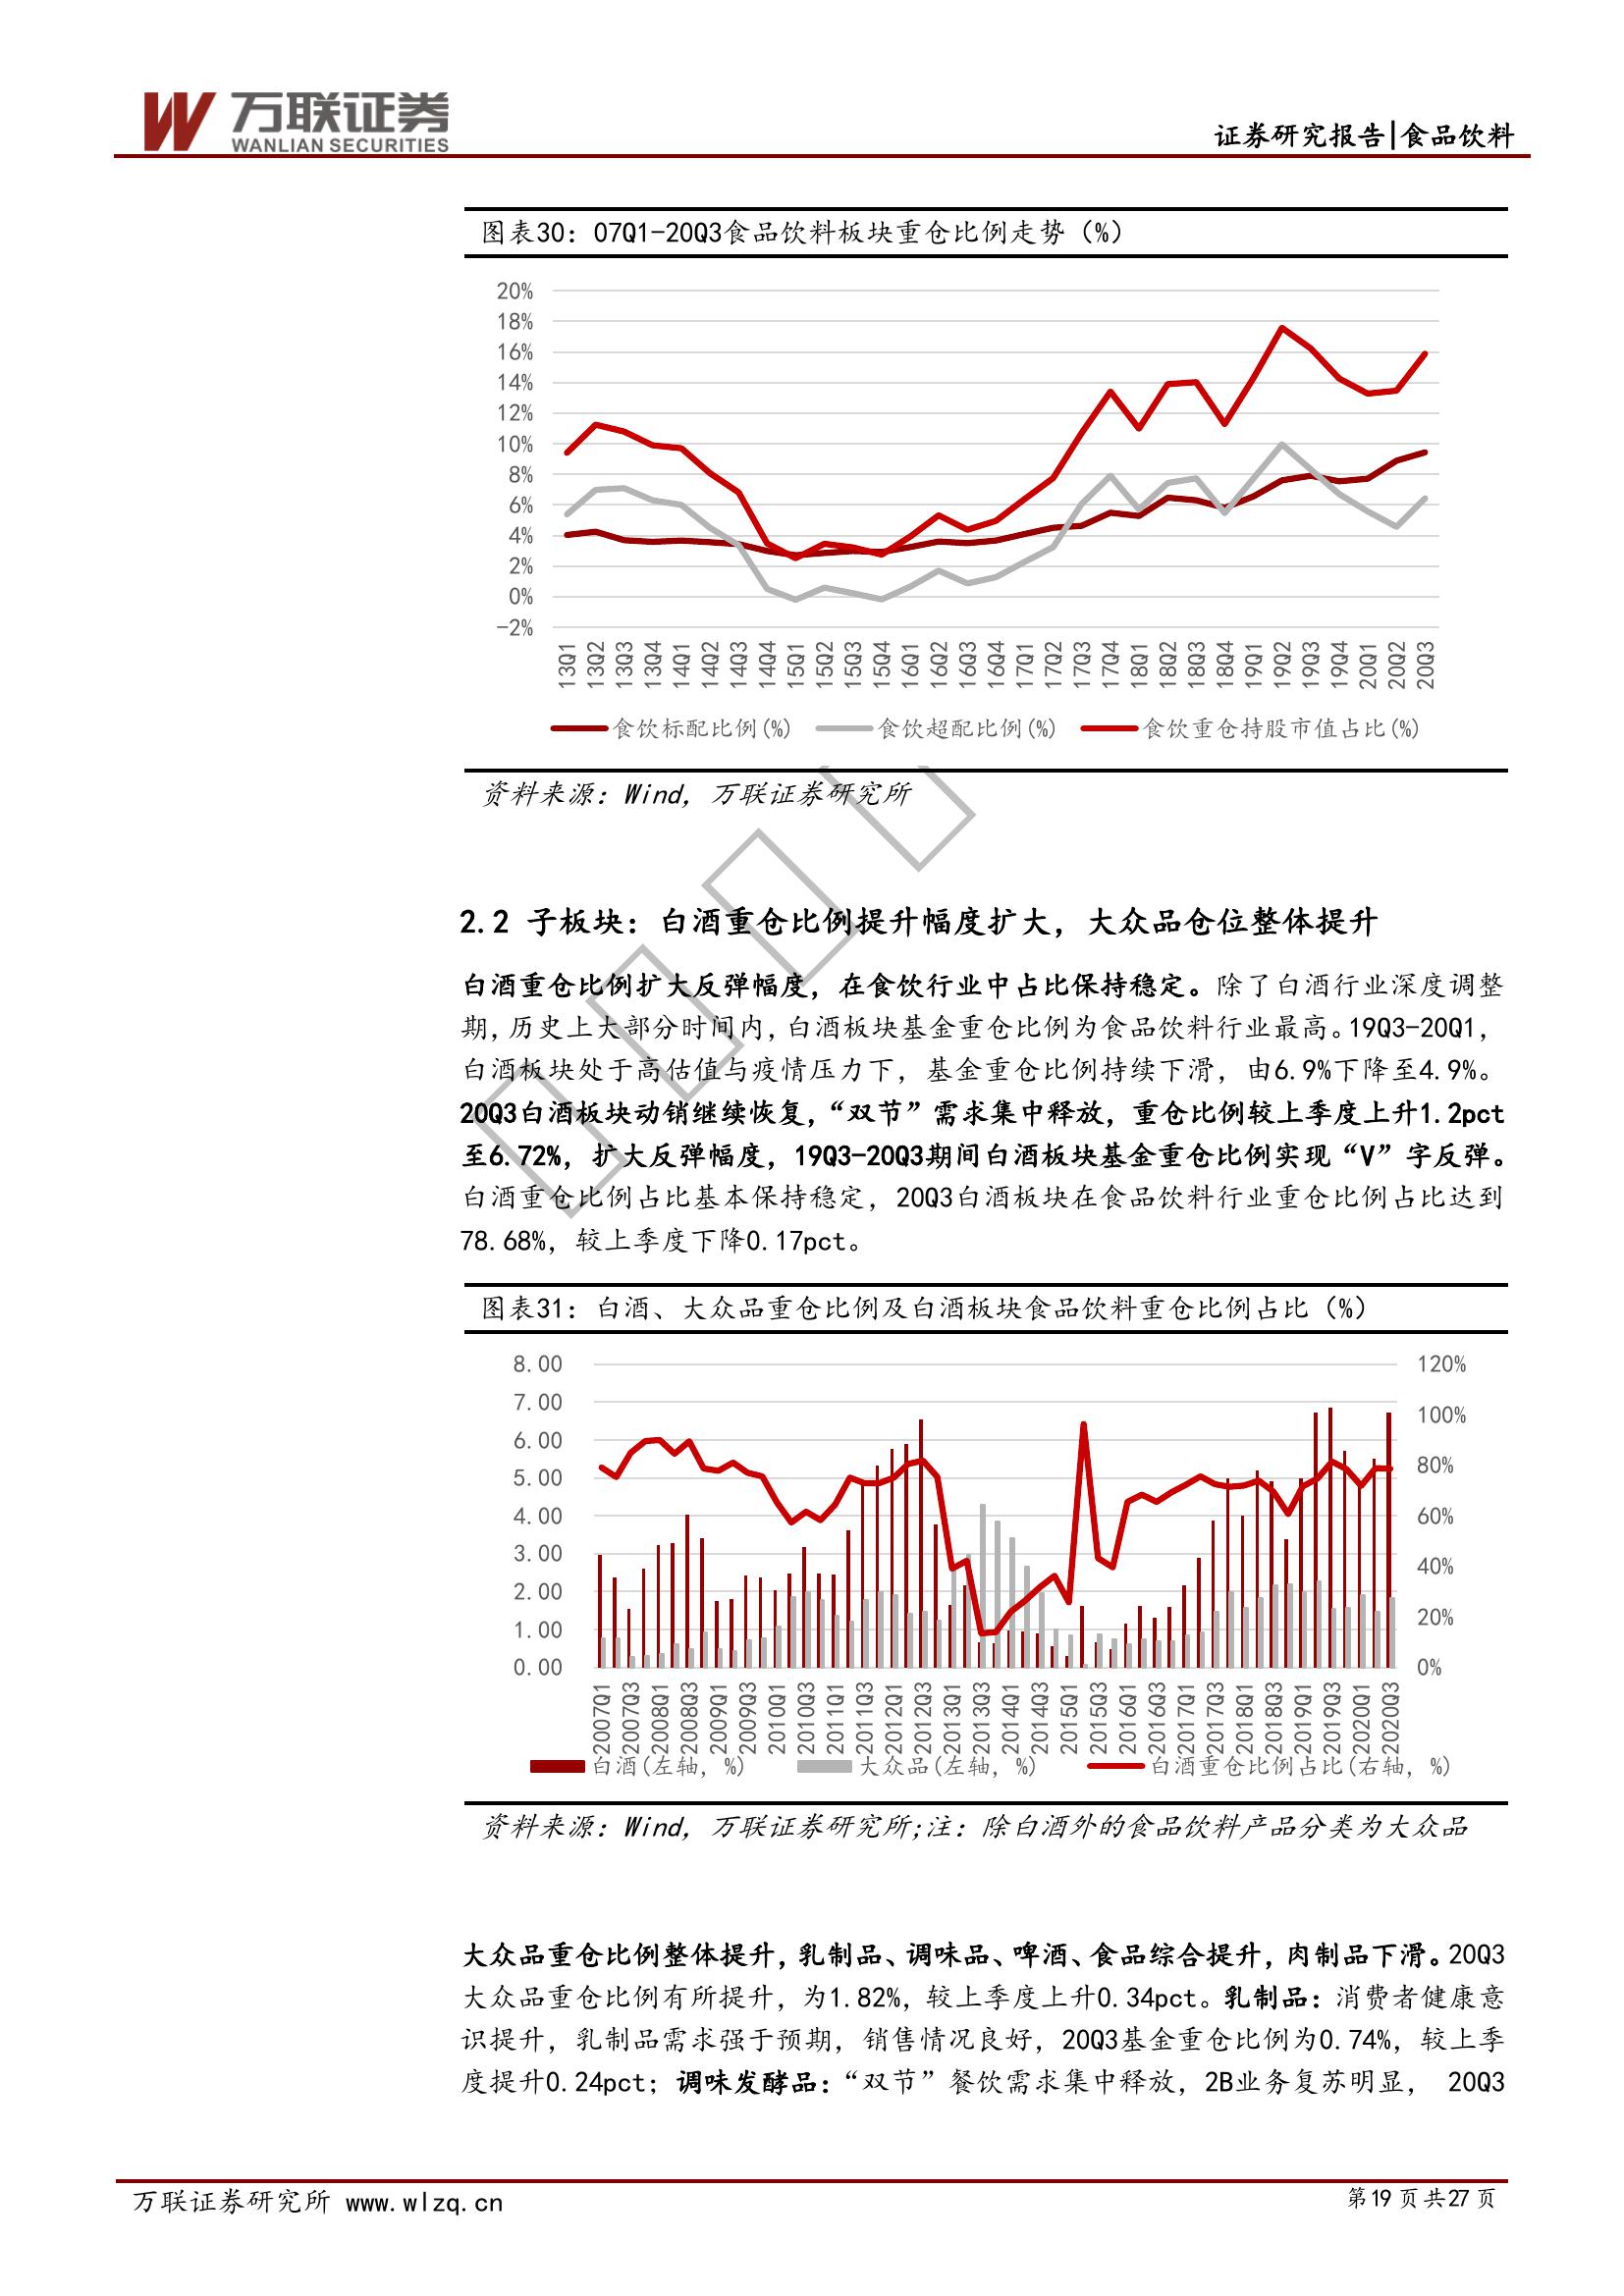 万联证券
WANLIAN SECURITIES
证券研究报告|食品饮料
图表30：07Q1-20Q3食品饮料板块重仓比例走势（%）
20%
18%
16%
14%
12%
10%
8%
6%
4%
2%
0%
-2%
13Q1 13Q2 13Q3 13Q4 14Q1 14Q2 14Q3 14Q4 15Q1 15Q2 15Q3 15Q4 16Q1 16Q2 16Q3 16Q4 17Q1 17Q2 17Q3 17Q4 18Q1 18Q2 18Q3 18Q4 19Q1 19Q2 19Q3 19Q4 20Q1 20Q2 20Q3
食饮标配比例(%) 食饮超配比例(%) 食饮重仓持股市值占比(%)
资料来源：Wind，万联证券研究所
2.2 子板块：白酒重仓比例提升幅度扩大，大众品仓位整体提升
白酒重仓比例扩大反弹幅度，在食饮行业中占比保持稳定。除了白酒行业深度调整
期，历史上大部分时间内，白酒板块基金重仓比例为食品饮料行业最高。19Q3-20Q1，
白酒板块处于高估值与疫情压力下，基金重仓比例持续下滑，由6.9%下降至4.9%。
20Q3白酒板块动销继续恢复，“双节”需求集中释放，重仓比例较上季度上升1.2pct
至6.72%，扩大反弹幅度，19Q3-20Q3期间白酒板块基金重仓比例实现“V”字反弹。
白酒重仓比例占比基本保持稳定，20Q3白酒板块在食品饮料行业重仓比例占比达到
78.68%，较上季度下降0.17pct。
图表31：白酒、大众品重仓比例及白酒板块食品饮料重仓比例占比（%）
8.00 120%
7.00 100%
6.00 80%
5.00 60%
4.00 40%
3.00 20%
2.00 0%
1.00
0.00
2007Q1 2007Q3 2008Q1 2008Q3 2009Q1 2009Q3 2010Q1 2010Q3 2011Q1 2011Q3 2012Q1 2012Q3 2013Q1 2013Q3 2014Q1 2014Q3 2015Q1 2015Q3 2016Q1 2016Q3 2017Q1 2017Q3 2018Q1 2018Q3 2019Q1 2019Q3 2020Q1 2020Q3
白酒(左轴，%) 大众品(左轴，%) 白酒重仓比例占比(右轴，%)
资料来源：Wind，万联证券研究所;注：除白酒外的食品饮料产品分类为大众品
大众品重仓比例整体提升，乳制品、调味品、啤酒、食品综合提升，肉制品下滑。20Q3
大众品重仓比例有所提升，为1.82%，较上季度上升0.34pct。乳制品：消费者健康意
识提升，乳制品需求强于预期，销售情况良好，20Q3基金重仓比例为0.74%，较上季
度提升0.24pct；调味发酵品：“双节”餐饮需求集中释放，2B业务复苏明显， 20Q3
万联证券研究所 www.wlzq.cn
第19页共27页